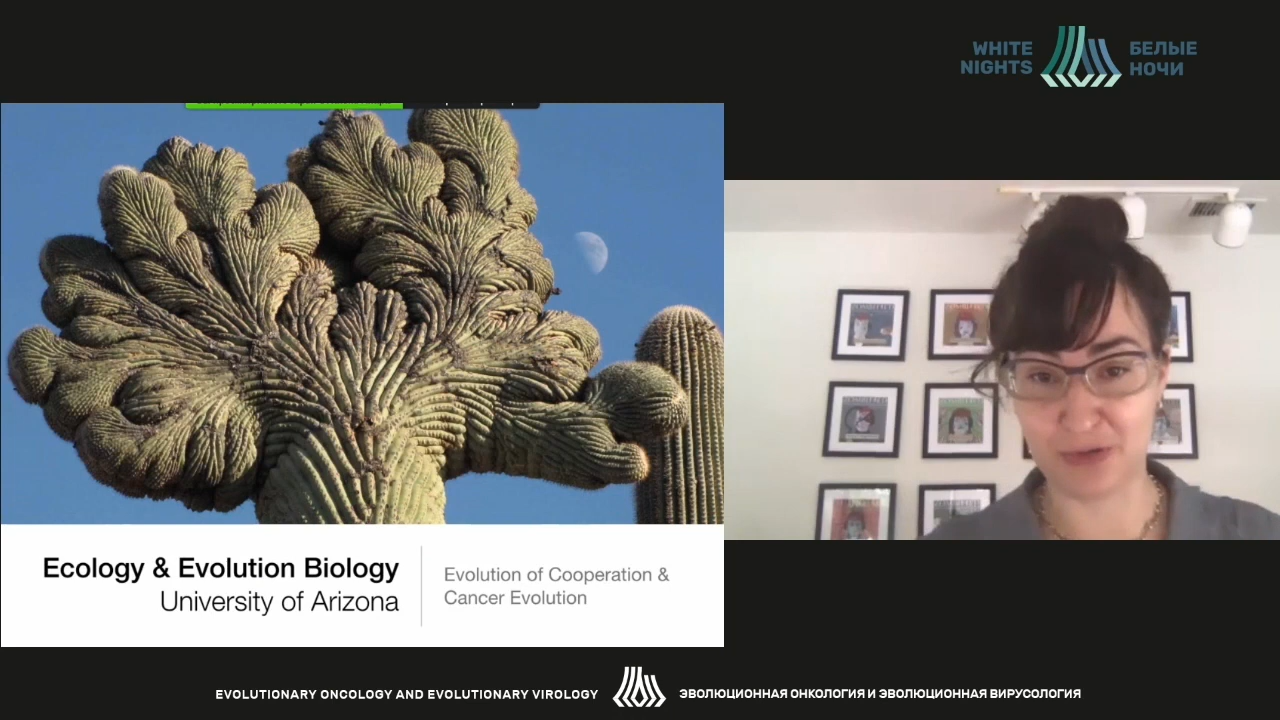 WHITE
NIGHTS
БЕЛЫЕ
НОЧИ
Ecology & Evolution Biology
University of Arizona
Evolution of Cooperation &
Cancer Evolution
EVOLUTIONARY ONCOLOGY AND EVOLUTIONARY VIROLOGY
ЭВОЛЮЦИОННАЯ ОНКОЛОГИЯ И ЭВОЛЮЦИОННАЯ ВИРУСОЛОГИЯ